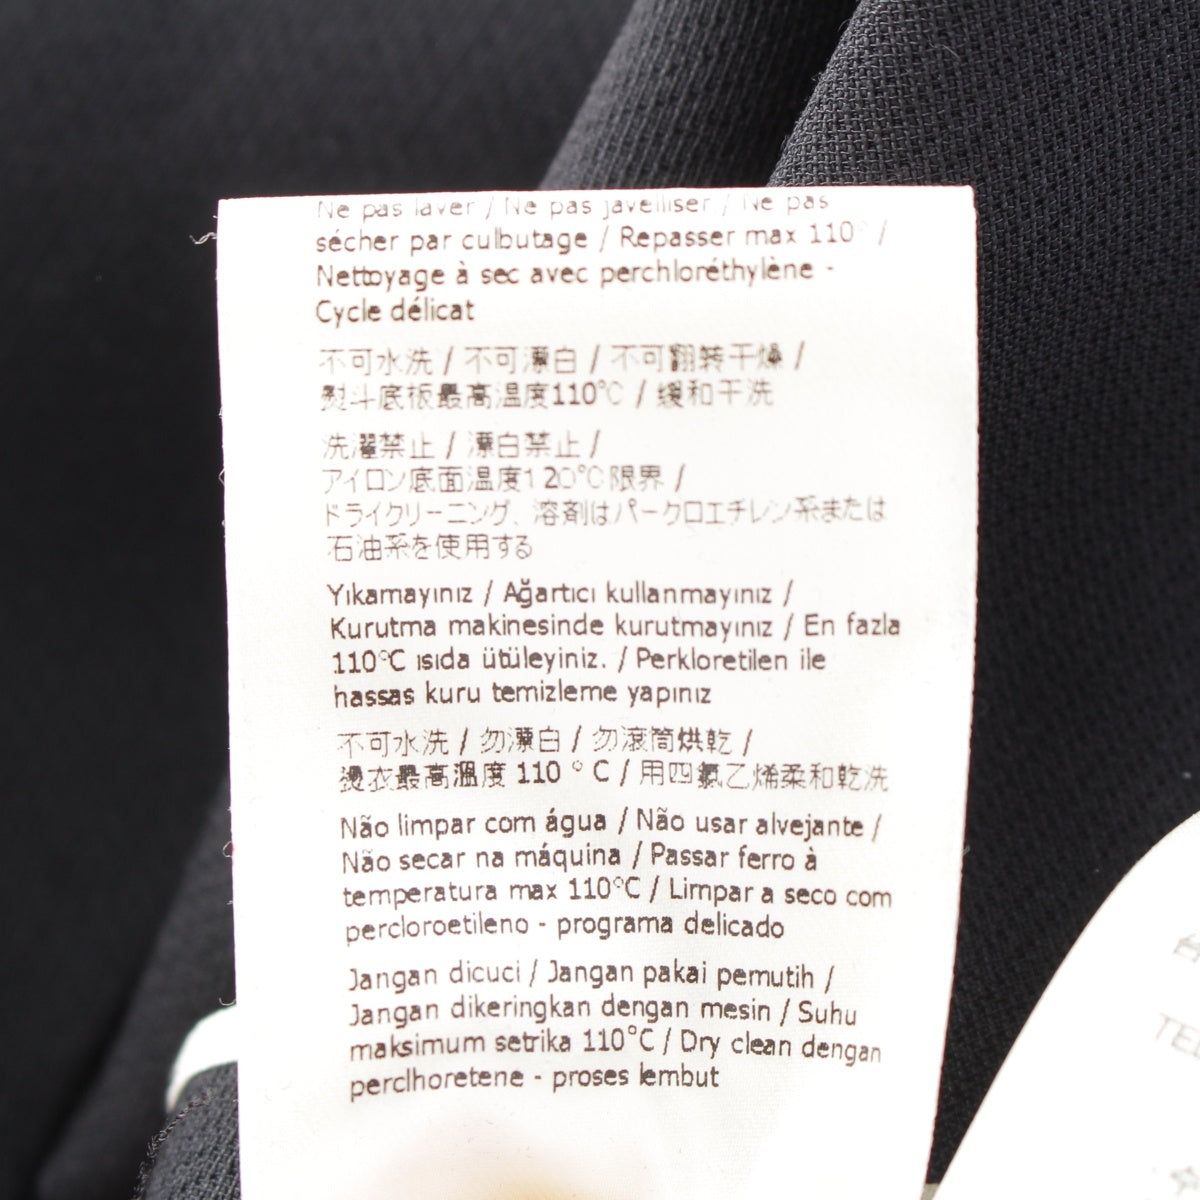 Ne pas laver / Ne pas javelliser / Ne pas
sécher par culbutage / Repasser max 110° /
Nettoyage à sec avec perchloréthylène -
Cycle délicat
不可水洗 / 不可漂白 / 不可翻轉干燥 /
熨斗底板最高温度110℃ / 緩和干洗
洗濯禁止 / 漂白禁止 /
アイロン底面温度120℃限界 /
ドライクリーニング、溶剤はパークロエチレン系または
石油系を使用する
Yıkamayınız / Ağartıcı kullanmayınız /
Kurutma makinesinde kurutmayınız / En fazla
110°C ısıda ütüleyiniz. / Perkloretilen ile
hassas kuru temizleme yapınız
不可水洗 / 勿漂白 / 勿滾筒烘乾 /
燙衣最高溫度 110 ° C / 用四氯乙烯柔和乾洗
Não limpar com água / Não usar alvejante /
Não secar na máquina / Passar ferro à
temperatura max 110°C / Limpar a seco com
percloroetileno - programa delicado
Jangan dicuci / Jangan pakai pemutih /
Jangan dikeringkan dengan mesin / Suhu
maksimum setrika 110°C / Dry clean dengan
perclhoretene - proses lembut